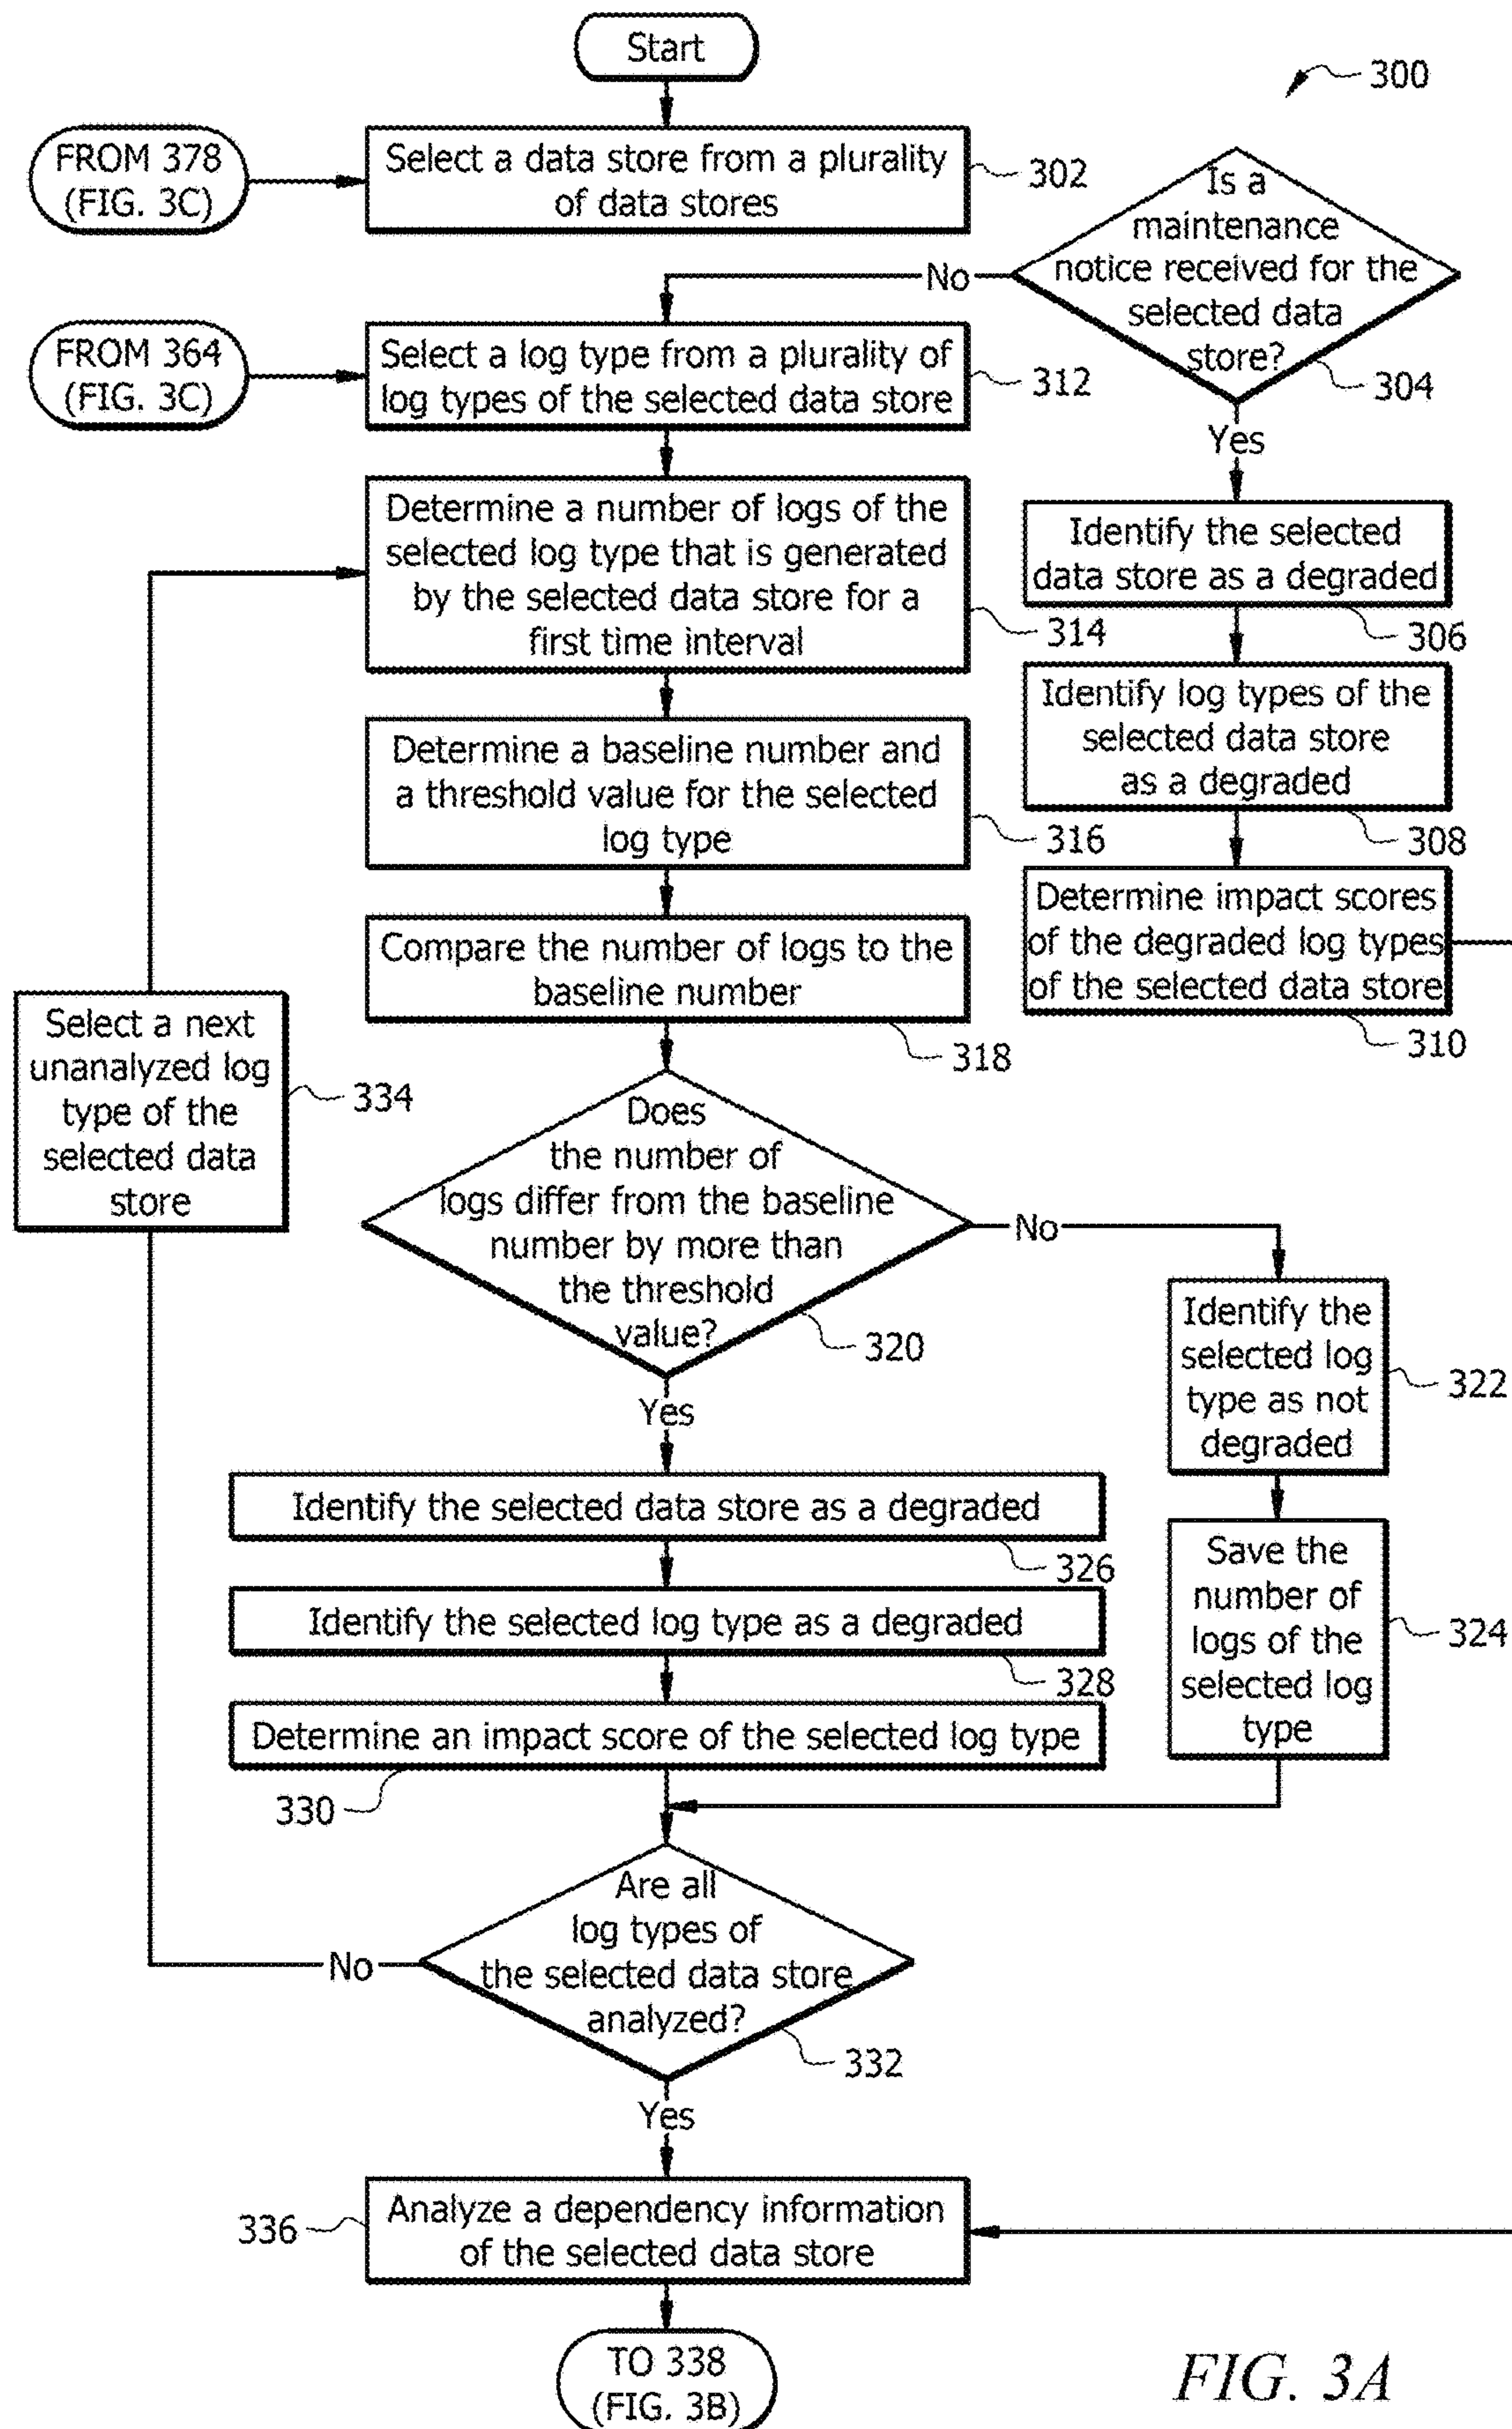 Start
300
FROM 378
(FIG. 3C)
Select a data store from a plurality
of data stores
302
Is a
maintenance
notice received for the
selected data
store?
304
No
Yes
FROM 364
(FIG. 3C)
Select a log type from a plurality of
log types of the selected data store
312
Identify the selected
data store as a degraded
306
Identify log types of the
selected data store
as a degraded
308
Determine impact scores
of the degraded log types
of the selected data store
310
Determine a number of logs of the
selected log type that is generated
by the selected data store for a
first time interval
314
Determine a baseline number and
a threshold value for the selected
log type
316
Compare the number of logs to the
baseline number
318
Select a next
unanalyzed log
type of the
selected data
store
334
Does
the number of
logs differ from the baseline
number by more than
the threshold
value?
320
No
Yes
Identify the
selected log
type as not
degraded
322
Save the
number of
logs of the
selected log
type
324
Identify the selected data store as a degraded
326
Identify the selected log type as a degraded
328
Determine an impact score of the selected log type
330
Are all
log types of
the selected data store
analyzed?
332
No
Yes
336
Analyze a dependency information
of the selected data store
TO 338
(FIG. 3B)
FIG. 3A